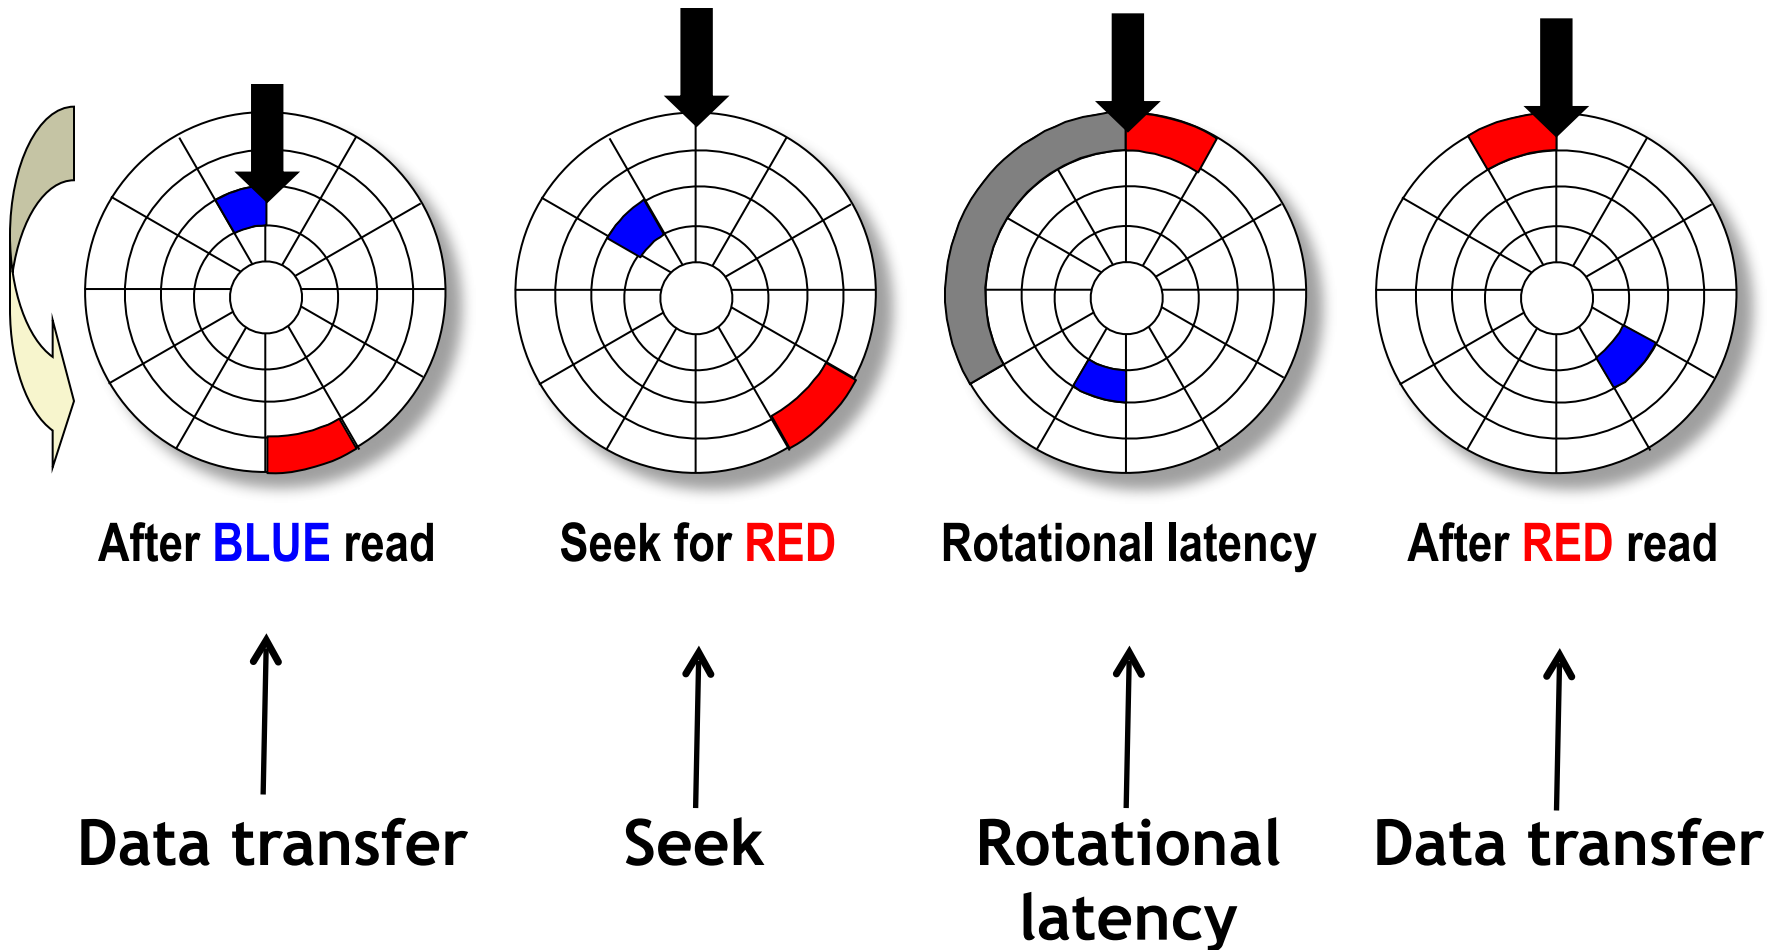 After BLUE read
Seek for RED
Rotational latency
After RED read
Data transfer
Seek
Rotational
latency
Data transfer